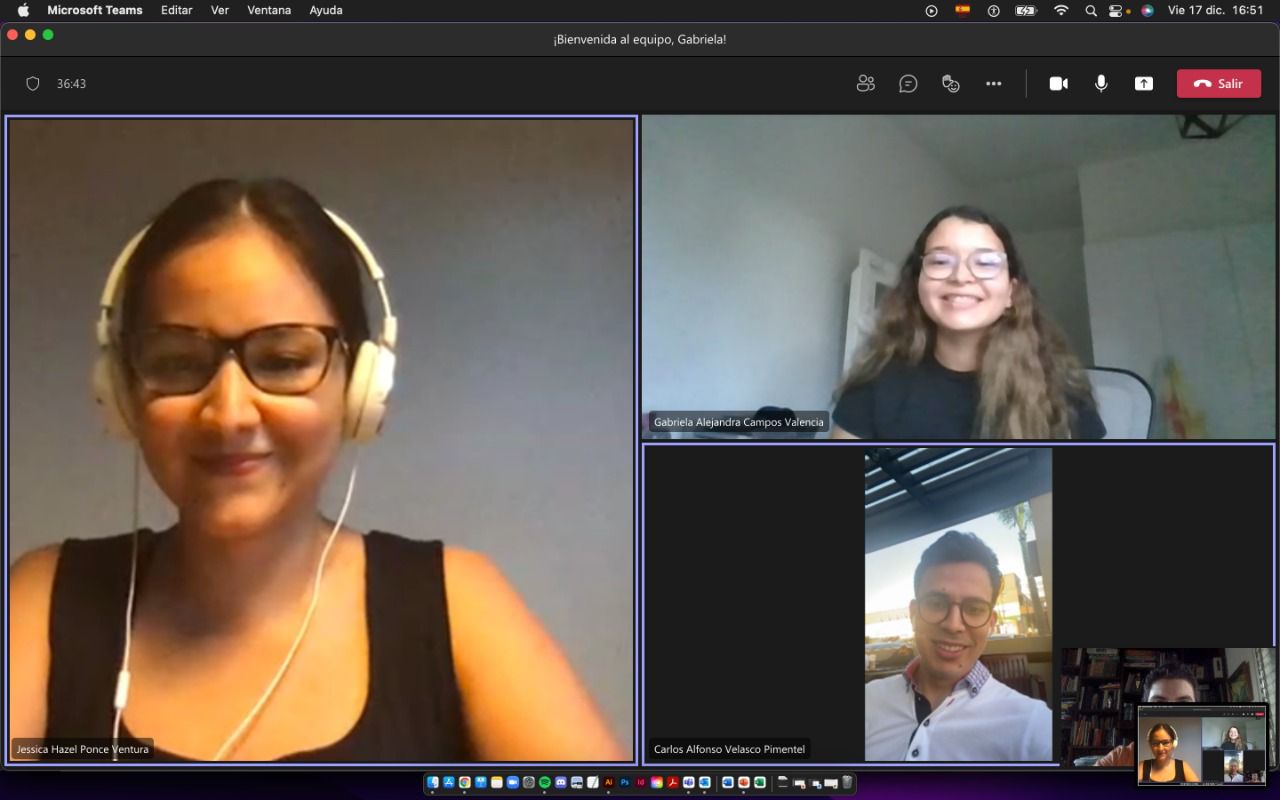 Microsoft Teams Editar Ver Ventana Ayuda Vie 17 dic. 16:51
¡Bienvenida al equipo, Gabriela!
36:43 Salir
Gabriela Alejandra Campos Valencia
Jessica Hazel Ponce Ventura
Carlos Alfonso Velasco Pimentel